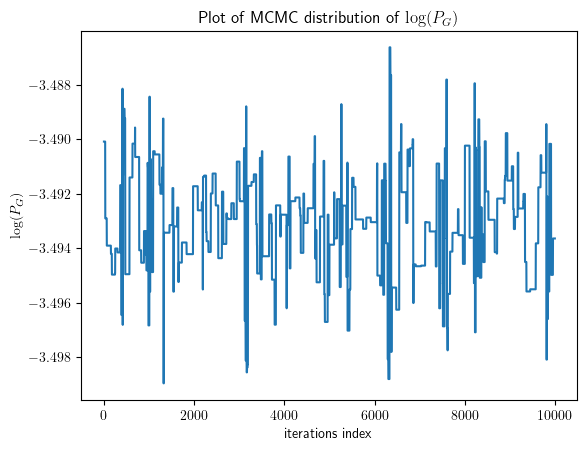 Plot of MCMC distribution of log(P_G)
−3.488
−3.490
−3.492
−3.494
−3.496
−3.498
log(P_G)
0 2000 4000 6000 8000 10000
iterations index